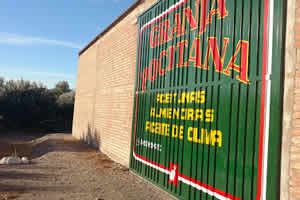 GRANJA
ACEITUNAS
ALMENDRAS
ACEITE DE OLIVA